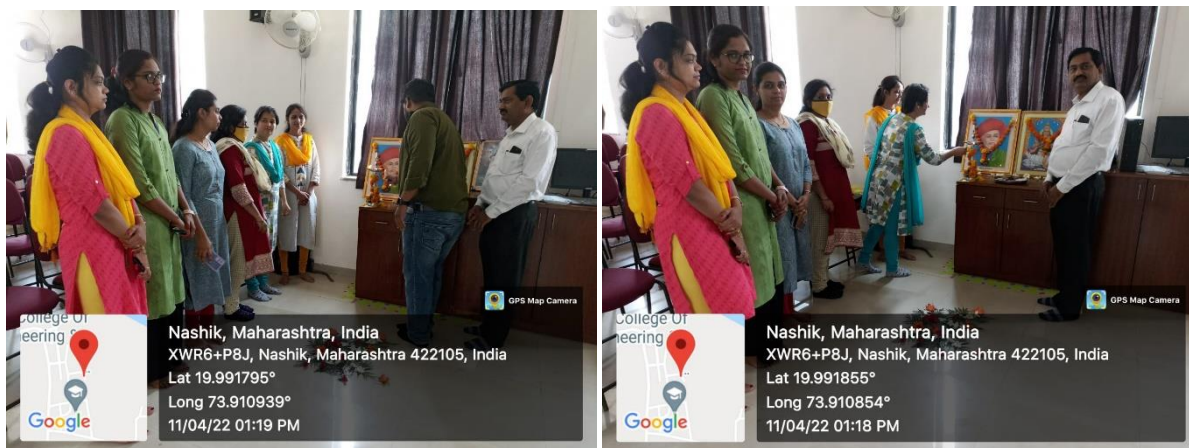 GPS Map Camera
College Of
eering &
Google
Nashik, Maharashtra, India
XWR6+P8J, Nashik, Maharashtra 422105, India
Lat 19.991795°
Long 73.910939°
11/04/22 01:19 PM
GPS Map Camera
College Of
neering &
Google
Nashik, Maharashtra, India
XWR6+P8J, Nashik, Maharashtra 422105, India
Lat 19.991855°
Long 73.910854°
11/04/22 01:18 PM